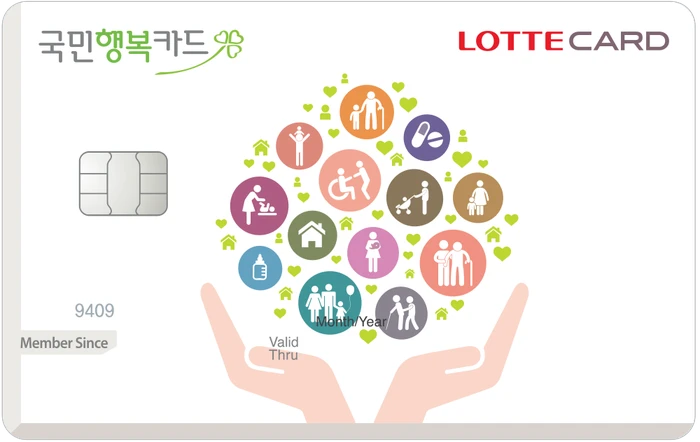 국민행복카드
LOTTE CARD
9409
Month/Year
Member Since
Valid
Thru